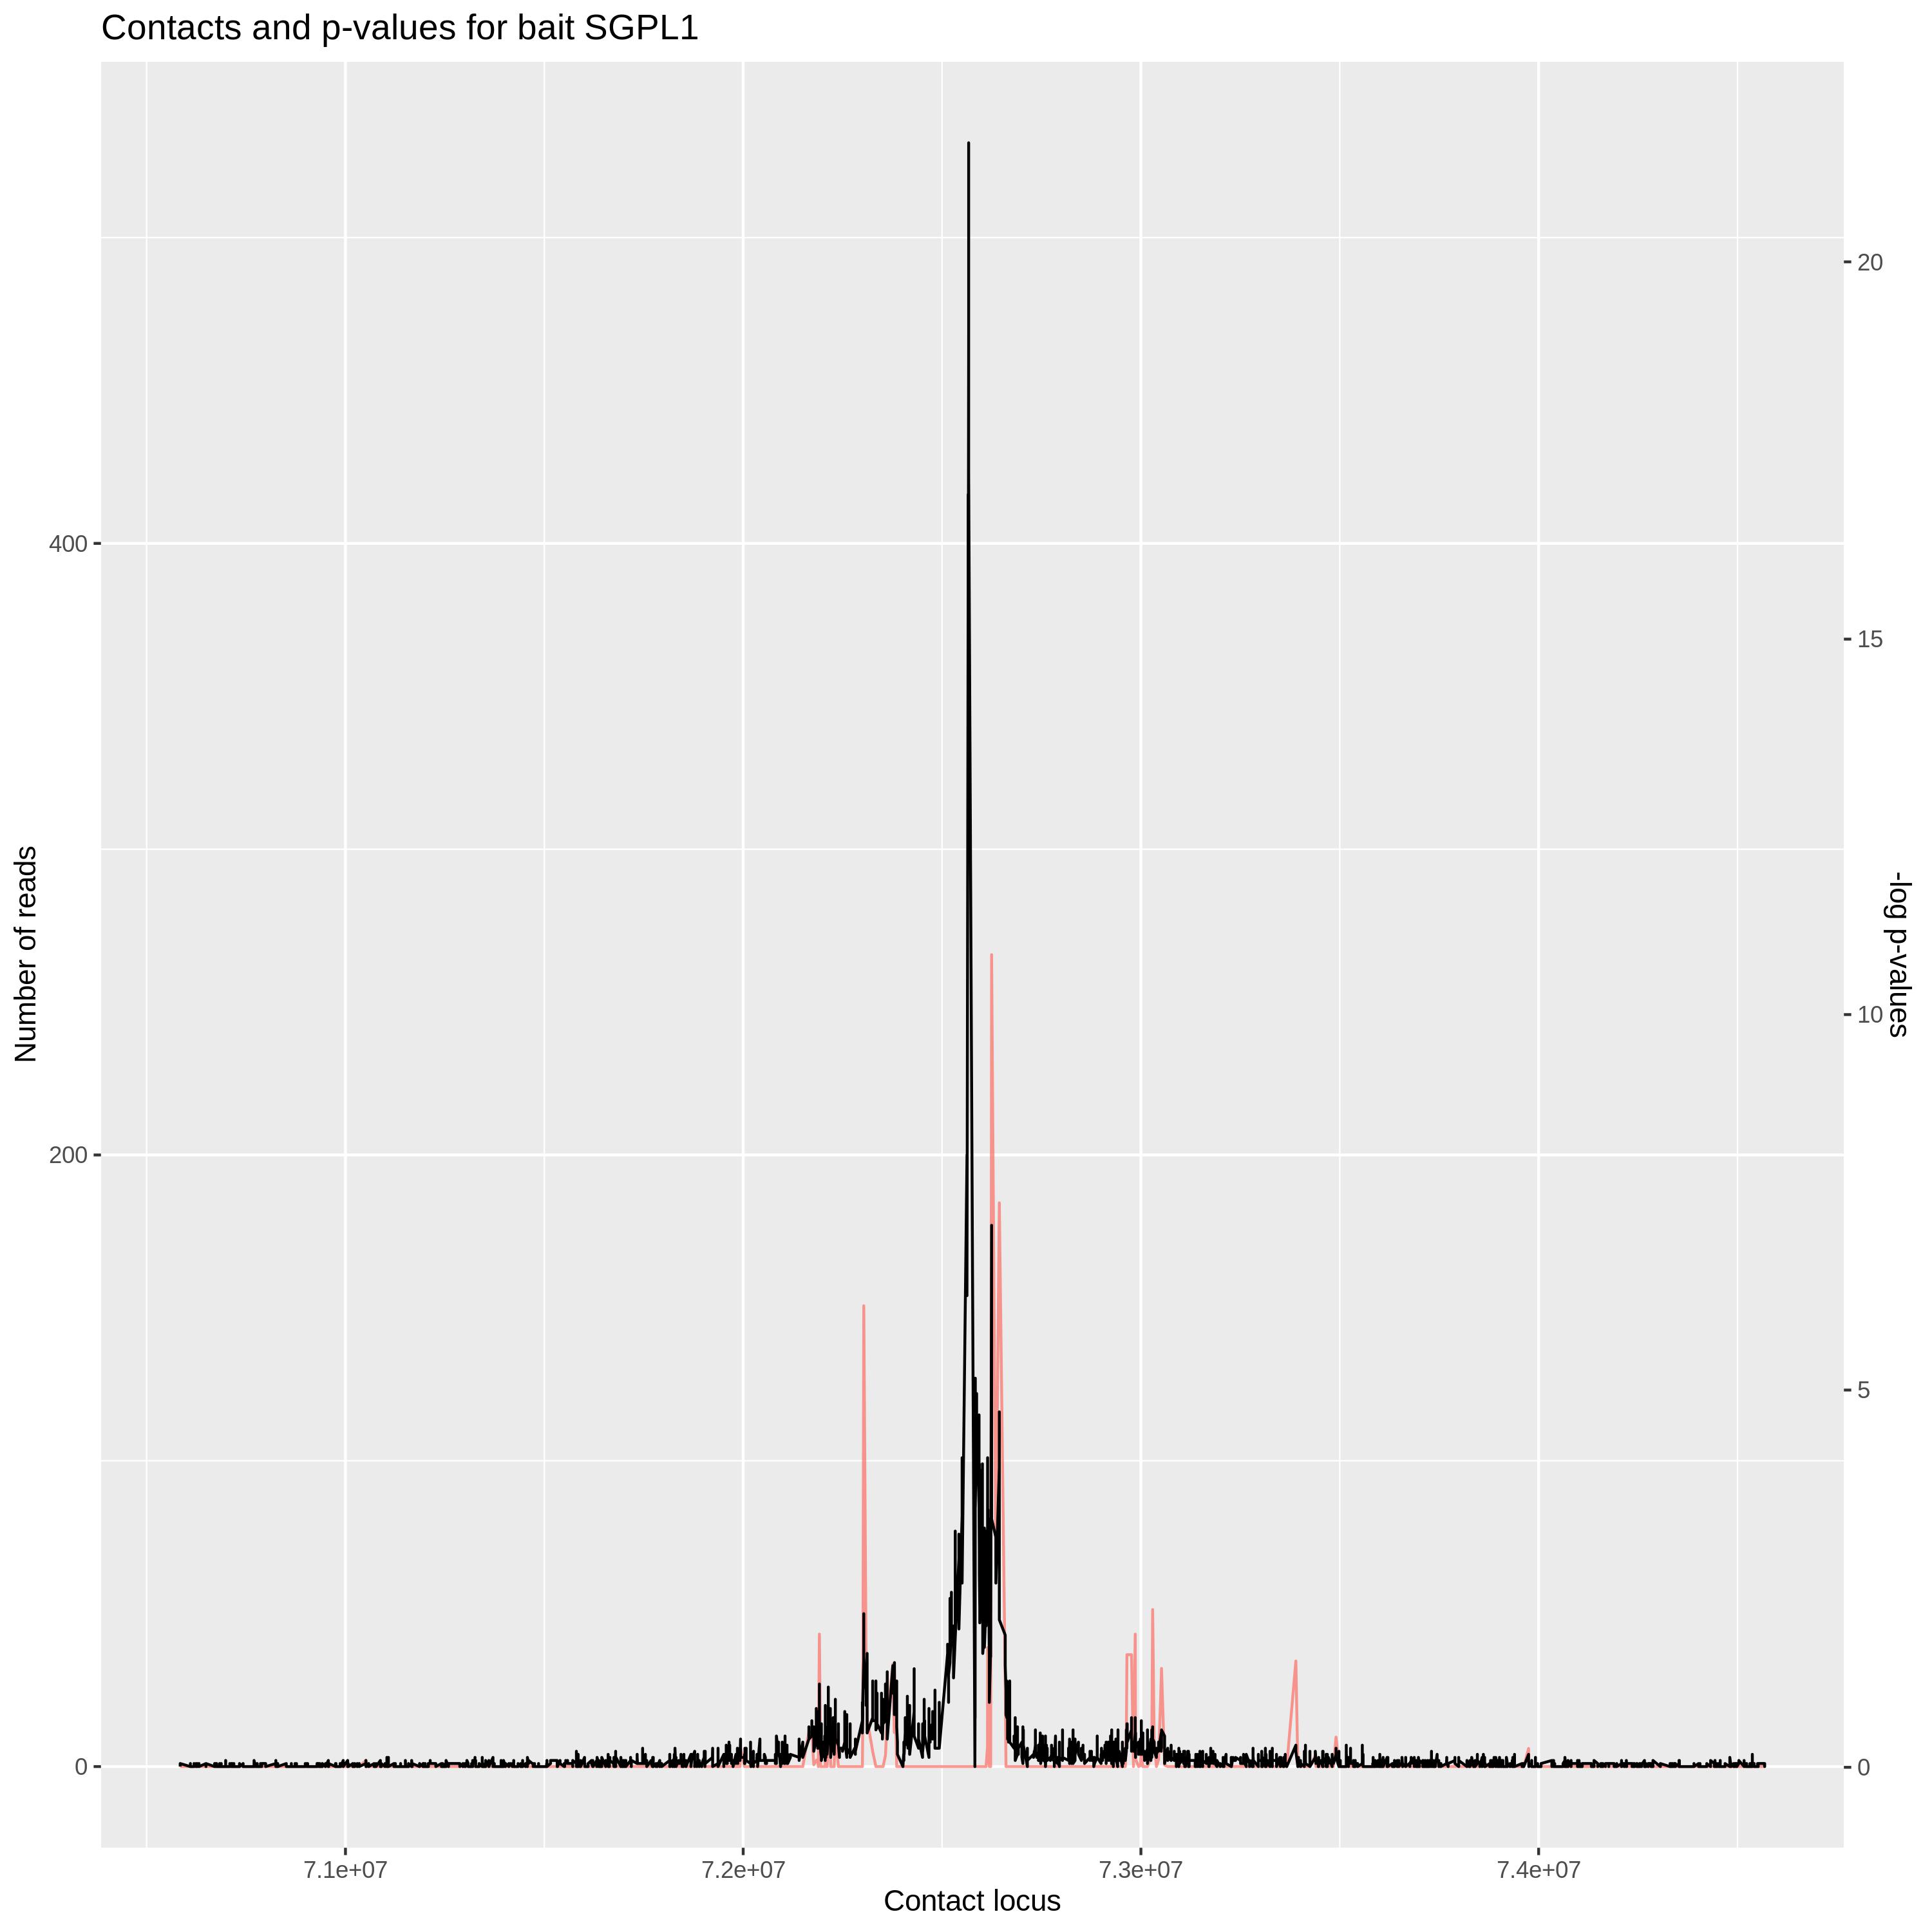 Contacts and p-values for bait SGPL1
400
200
0
Number of reads
20
15
10
5
0
-log p-values
7.1e+07
7.2e+07
7.3e+07
7.4e+07
Contact locus